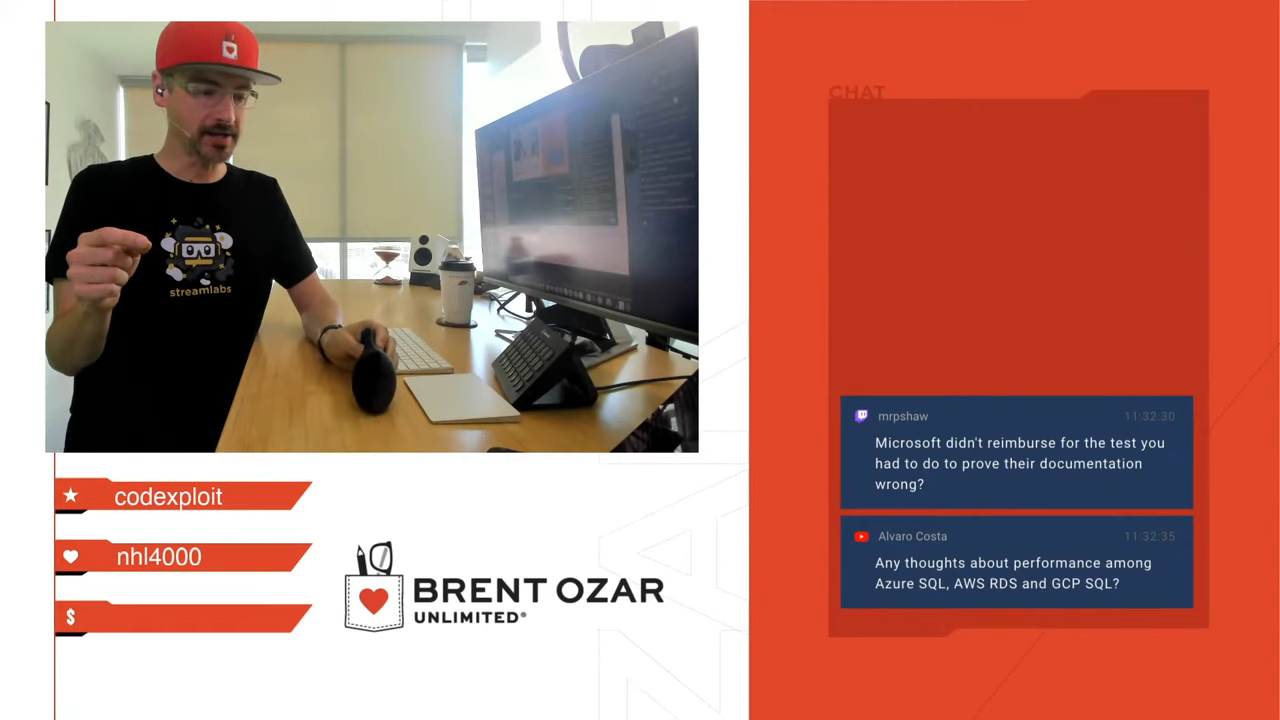 streamlabs
codexploit
nhl4000
$
BRENT OZAR
UNLIMITED®
CHAT
mrpshaw 11:32:30
Microsoft didn't reimburse for the test you
had to do to prove their documentation
wrong?
Alvaro Costa 11:32:35
Any thoughts about performance among
Azure SQL, AWS RDS and GCP SQL?